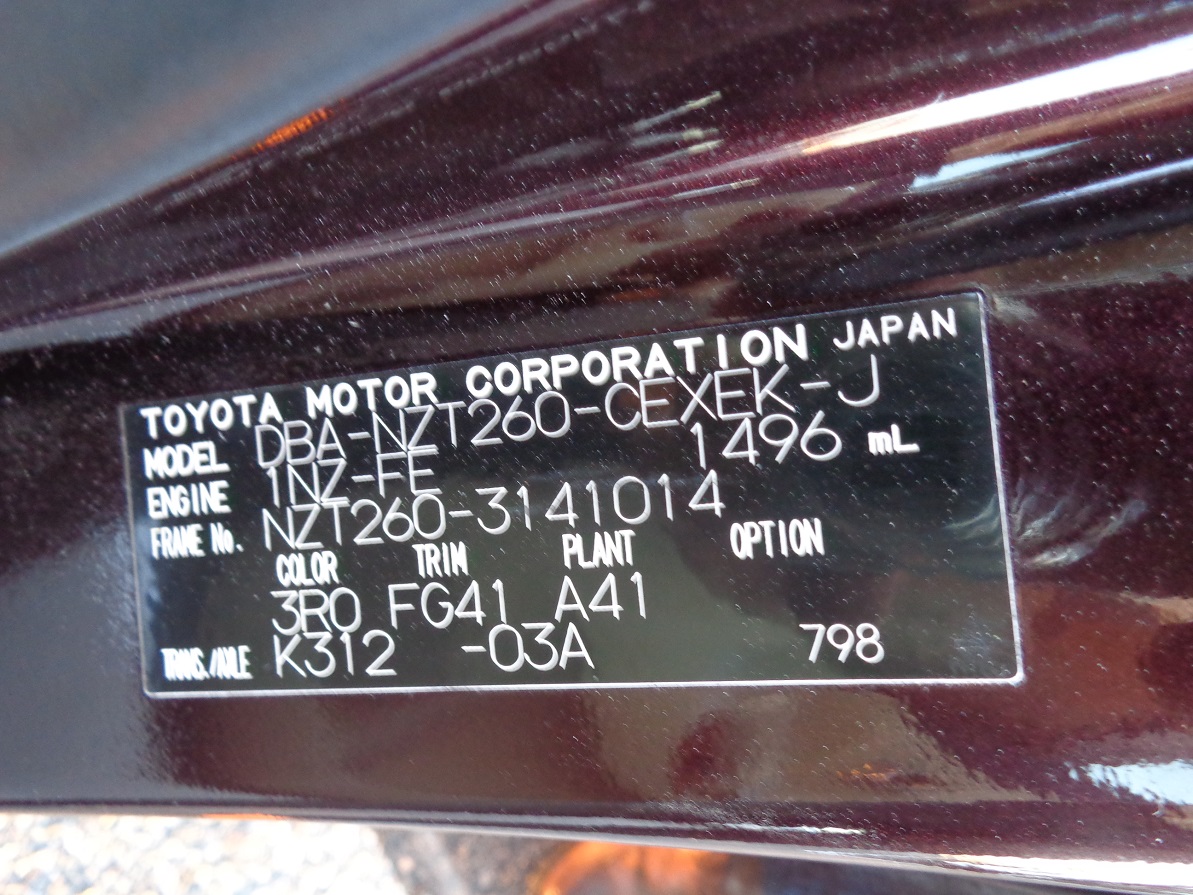 TOYOTA MOTOR CORPORATION JAPAN
MODEL DBA-NZT260-CEXEK-J
ENGINE 1NZ-FE 1496 mL
FRAME No. NZT260-3141014
COLOR TRIM PLANT OPTION
3R0 FG41 A41
TRANS./AXLE K312 -03A 798